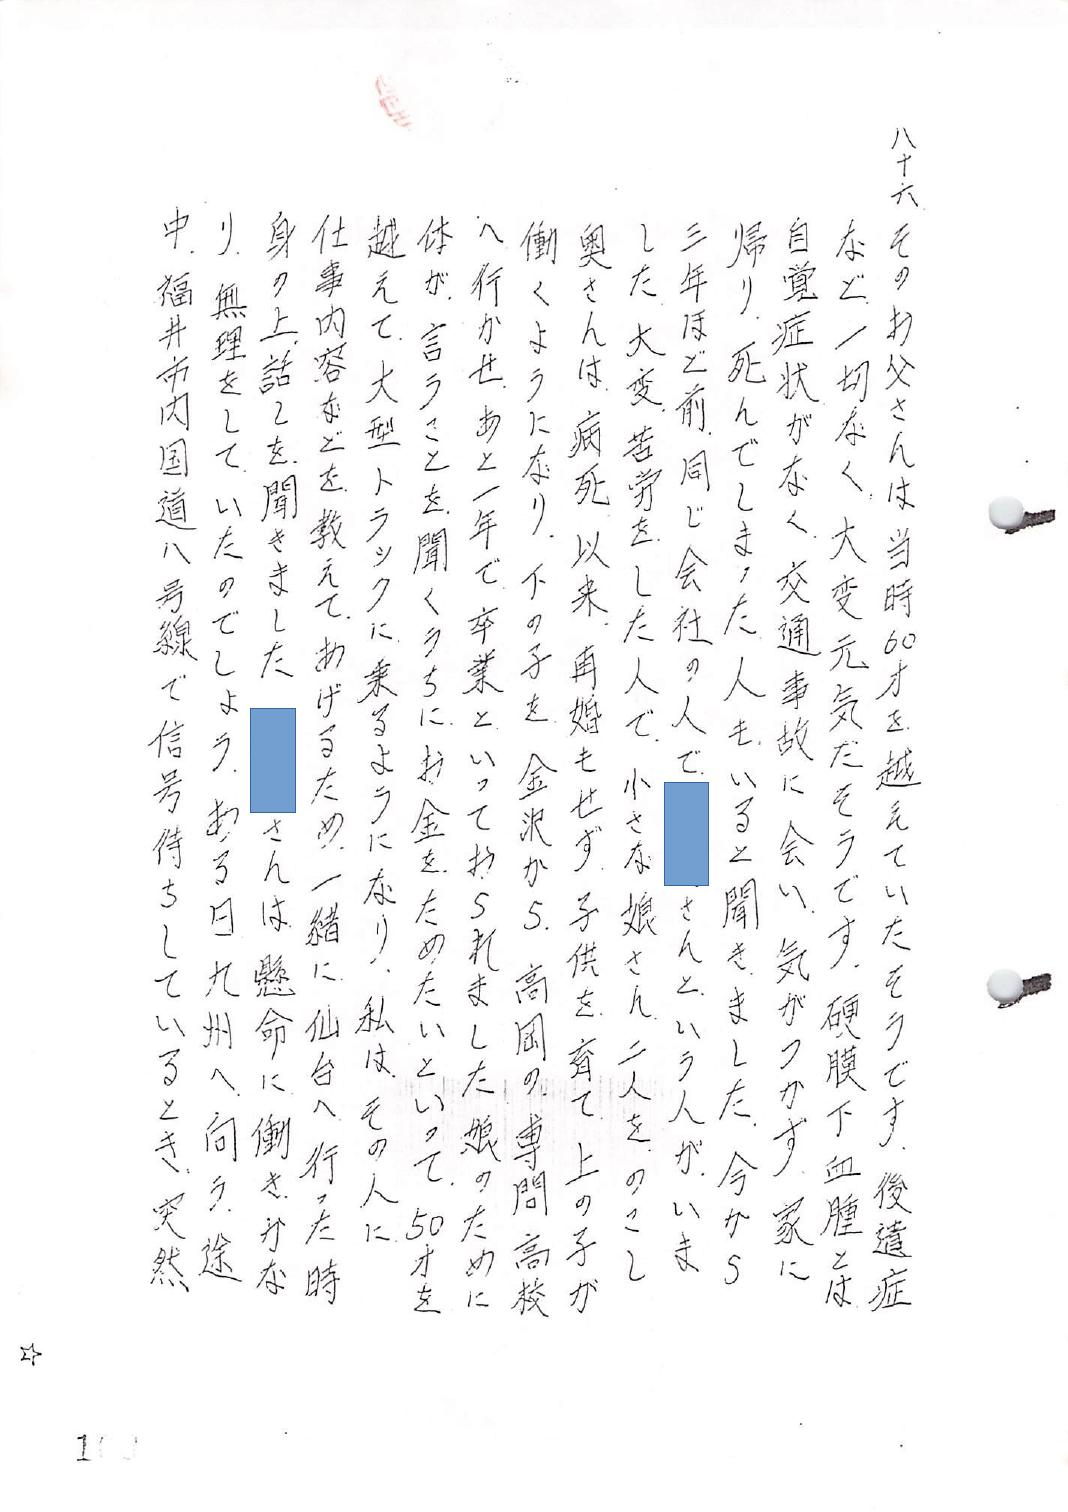 八十六
そのお父さんは当時60才を越えていたそうです、後遺症
など、一切なく、大変元気だそうです、硬膜下血腫とは
自覚症状がなく、交通事故に会い、気がつかず、家に
帰り、死んでしまった人も、いると聞きました、今から
三年ほど前、同じ会社の人で、さんと、いう人が、いま
した、大変、苦労をした人で、小さな娘さん、二人を、のこし
奥さんは、病死、以来、再婚もせず、子供を、育て、上の子が
働くようになり、下の子を、金沢から、高岡の専問高校
へ、行かせ、あと一年で、卒業といっておられました、娘のために
体が、言うことを、聞くうちに、お金を、ためたいといって、50才を
越えて、大型トラックに、乗るようになり、私は、その人に
仕事内容などを、教えて、あげるため、一緒に、仙台へ、行った時
身の上、話しを、聞きました、さんは、懸命に、働き、かな
り、無理をして、いたのでしょう、ある日、九州へ、向う、途
中、福井市内国道八号線で信号待ちしているとき、突然
☆
1